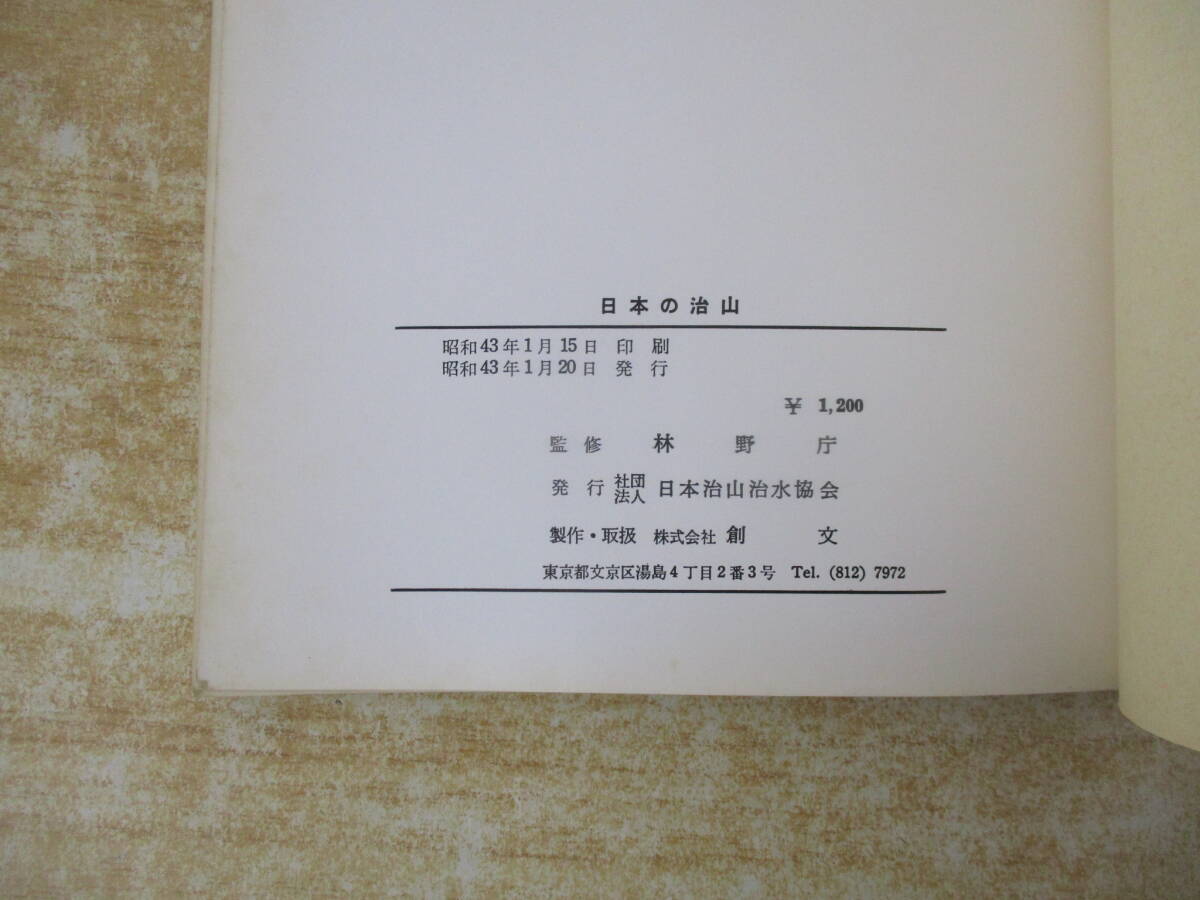 日本の治山
昭和43年1月15日 印刷
昭和43年1月20日 発行
¥ 1,200
監修 林野庁
発行 社団法人 日本治山治水協会
製作・取扱 株式会社 創文
東京都文京区湯島4丁目2番3号 Tel. (812) 7972